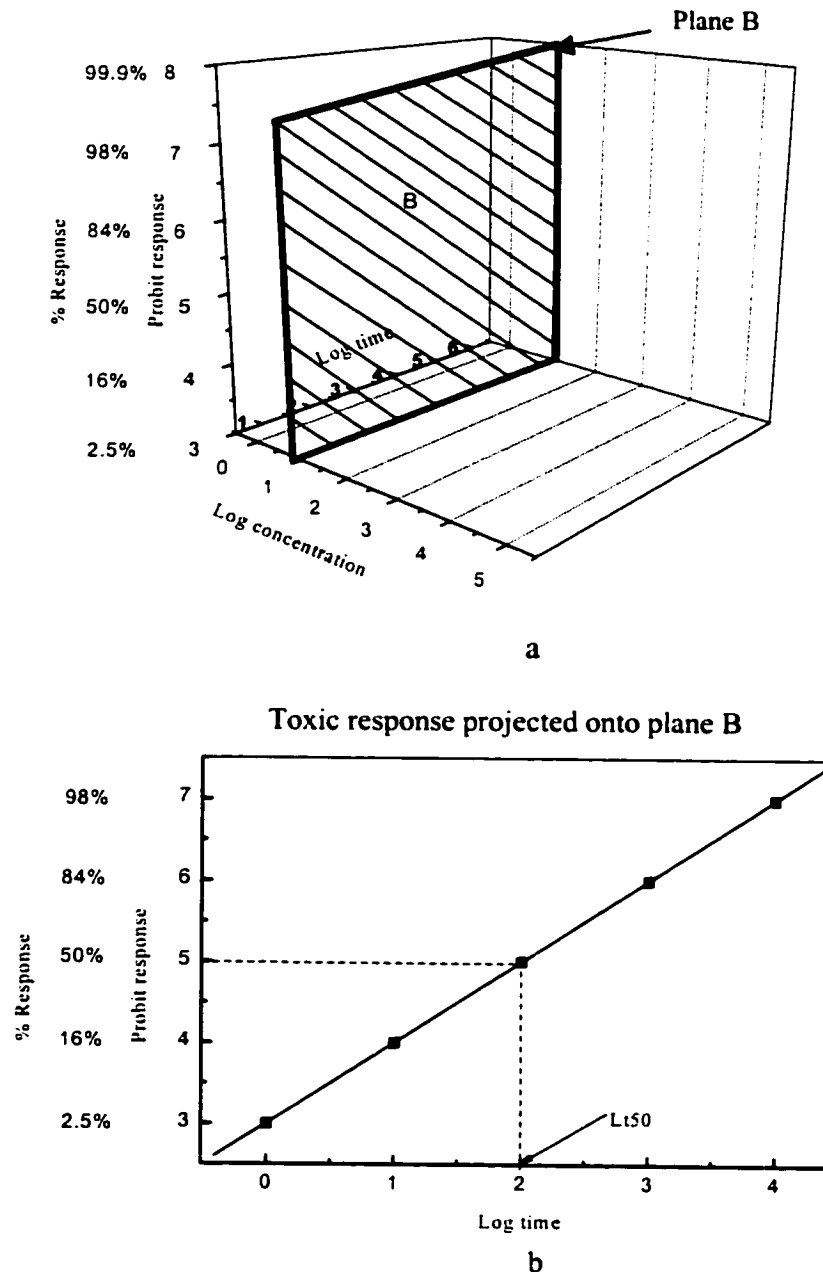 Plane B
99.9% 8
98% 7
84% 6
50% 5
16% 4
2.5% 3
% Response
Probit response
B
Log time
1 2 3 4 5 6
0 1 2 3 4 5
Log concentration
a
Toxic response projected onto plane B
98% 7
84% 6
50% 5
16% 4
2.5% 3
% Response
Probit response
Lt50
0 1 2 3 4
Log time
b